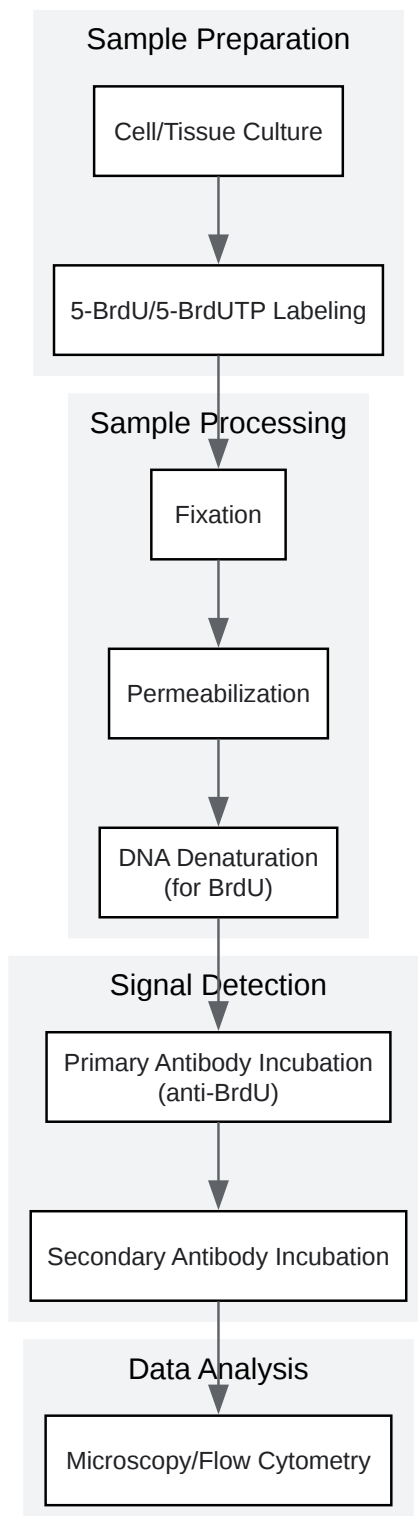 Sample Preparation
Cell/Tissue Culture
5-BrdU/5-BrdUTP Labeling
Sample Processing
Fixation
Permeabilization
DNA Denaturation
(for BrdU)
Signal Detection
Primary Antibody Incubation
(anti-BrdU)
Secondary Antibody Incubation
Data Analysis
Microscopy/Flow Cytometry